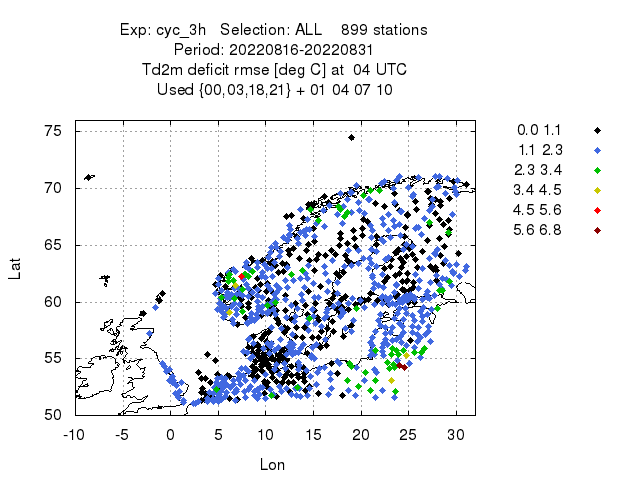 Exp: cyc_3h   Selection: ALL    899 stations
Period: 20220816-20220831
Td2m deficit rmse [deg C] at  04 UTC
Used {00,03,18,21} + 01 04 07 10
75
70
65
60
55
50
Lat
-10 -5 0 5 10 15 20 25 30
Lon
0.0 1.1
1.1 2.3
2.3 3.4
3.4 4.5
4.5 5.6
5.6 6.8